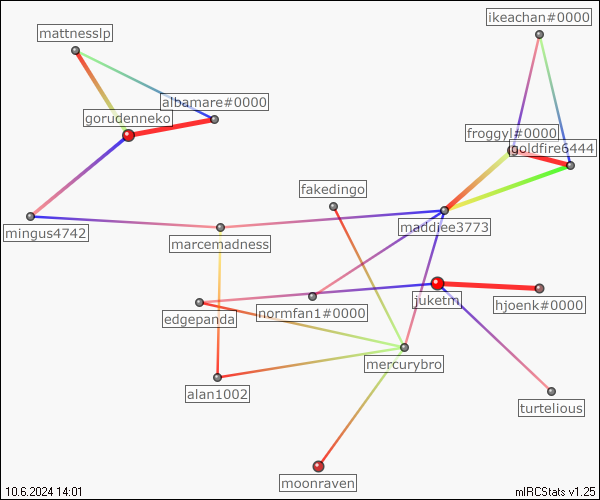 ikeachan#0000
mattnesslp
albamare#0000
gorudenneko
froggyl#0000
goldfire6444
fakedingo
maddiee3773
mingus4742
marcemadness
juketm
hjoenk#0000
normfan1#0000
edgepanda
mercurybro
alan1002
turtelious
moonraven
10.6.2024 14:01
mIRCStats v1.25